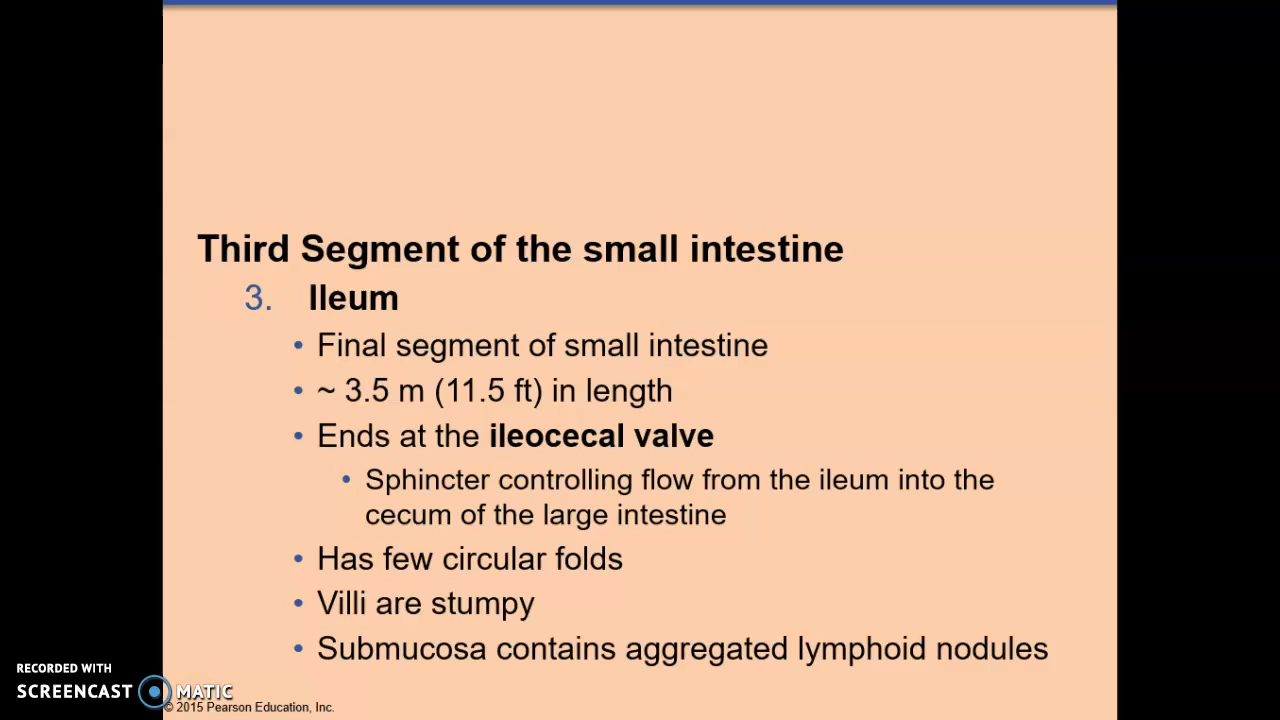 Third Segment of the small intestine
3. Ileum
• Final segment of small intestine
• ~ 3.5 m (11.5 ft) in length
• Ends at the ileocecal valve
• Sphincter controlling flow from the ileum into the
cecum of the large intestine
• Has few circular folds
• Villi are stumpy
• Submucosa contains aggregated lymphoid nodules
RECORDED WITH
SCREENCAST MATIC
© 2015 Pearson Education, Inc.